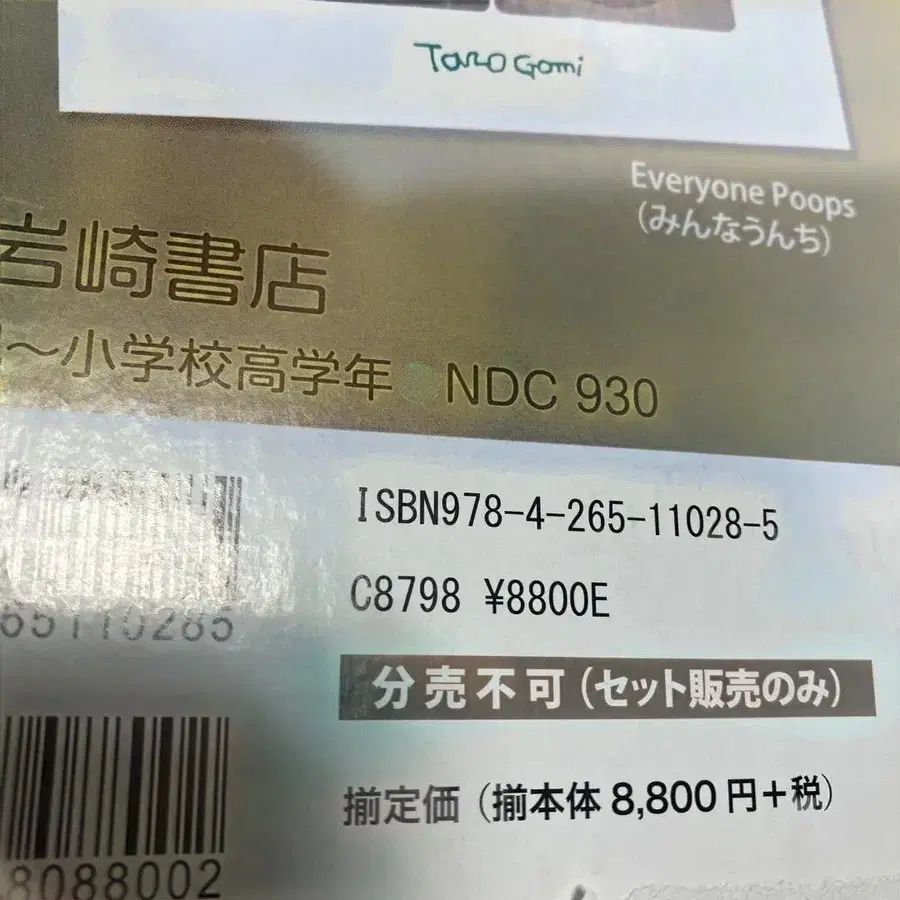 Taro Gomi
Everyone Poops
(みんなうんち)
岩崎書店
～小学校高学年 NDC 930
ISBN978-4-265-11028-5
C8798 ¥8800E
65110285
分売不可(セット販売のみ)
揃定価(揃本体 8,800 円+税)
8088002